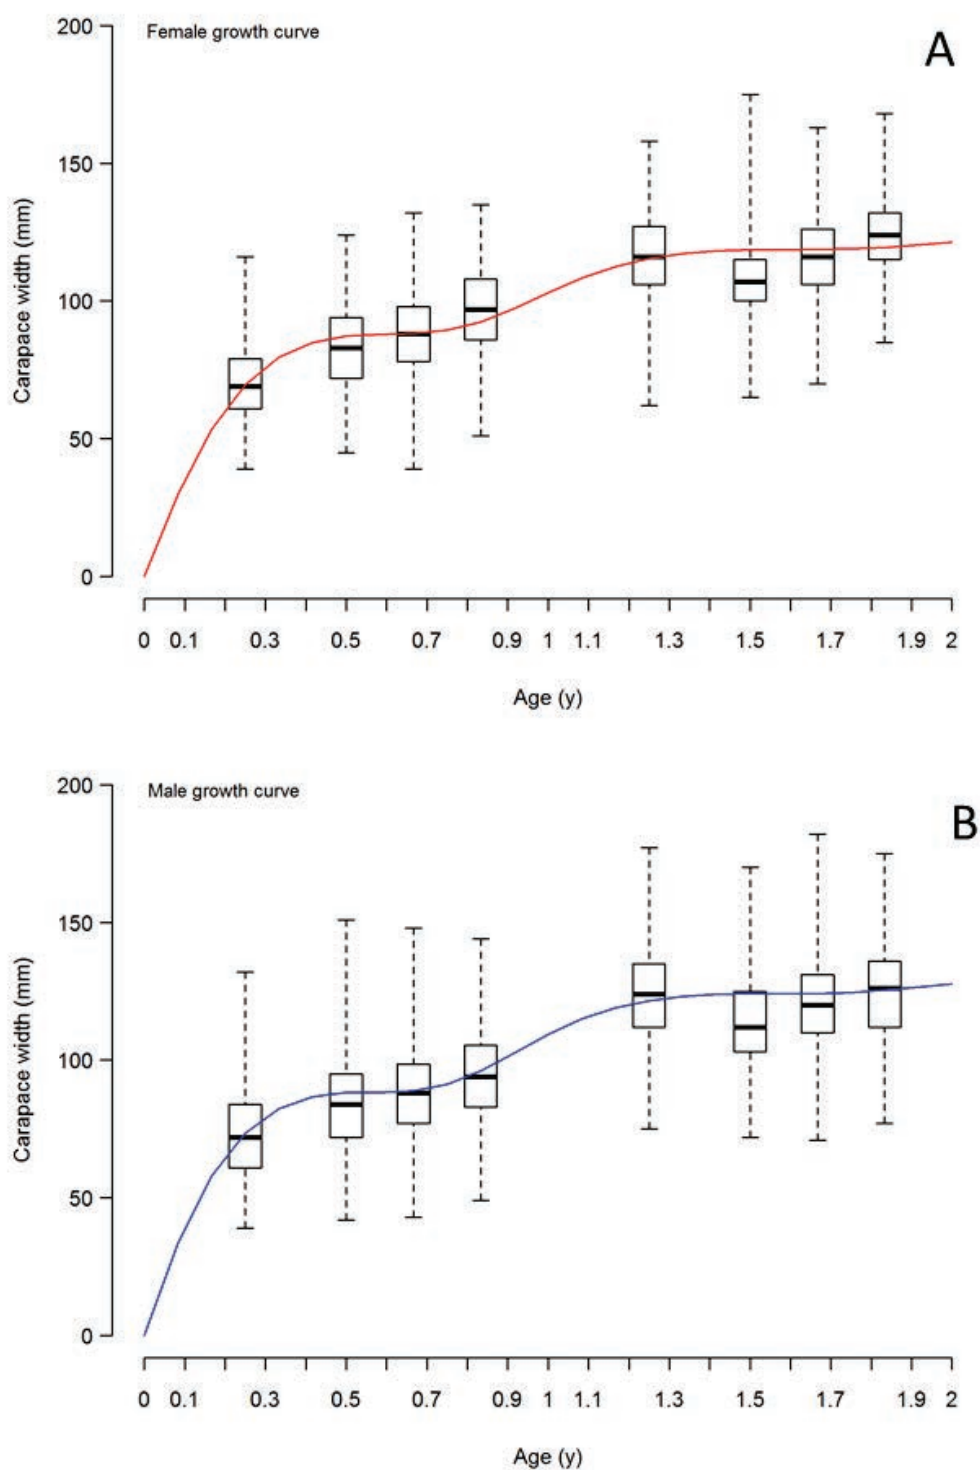 200
Female growth curve
A
150
Carapace width (mm)
100
50
0
0 0.1 0.3 0.5 0.7 0.9 1 1.1 1.3 1.5 1.7 1.9 2
Age (y)
200
Male growth curve
B
150
Carapace width (mm)
100
50
0
0 0.1 0.3 0.5 0.7 0.9 1 1.1 1.3 1.5 1.7 1.9 2
Age (y)